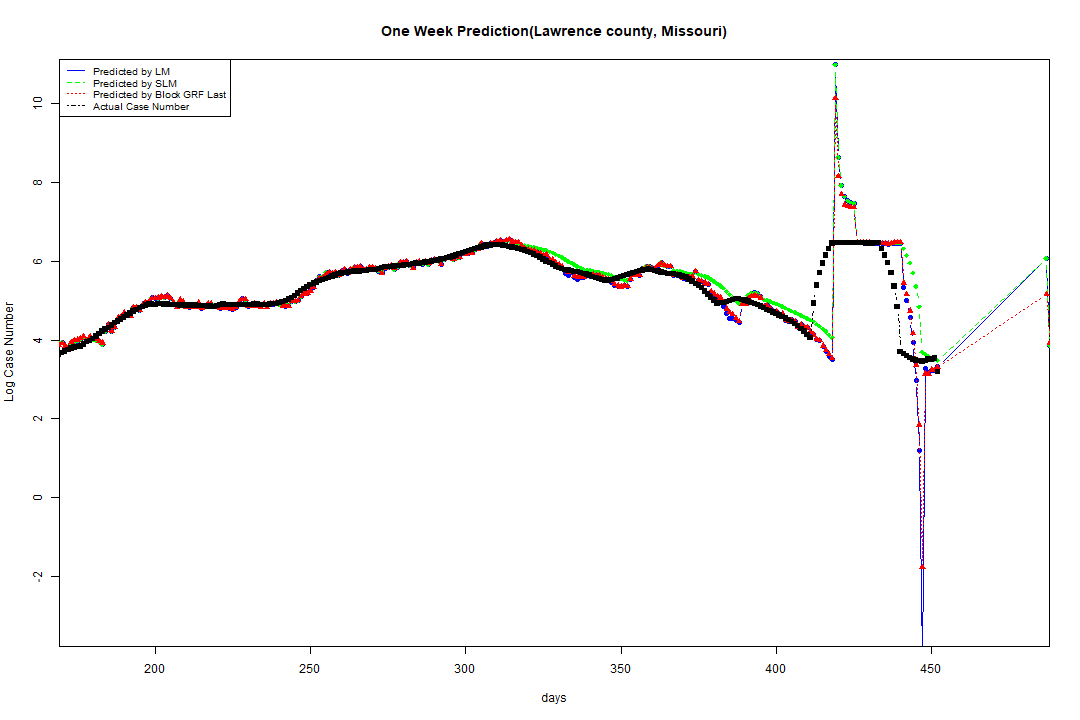 One Week Prediction(Lawrence county, Missouri)
Predicted by LM
Predicted by SLM
Predicted by Block GRF Last
Actual Case Number
Log Case Number
10
8
6
4
2
0
-2
200 250 300 350 400 450
days